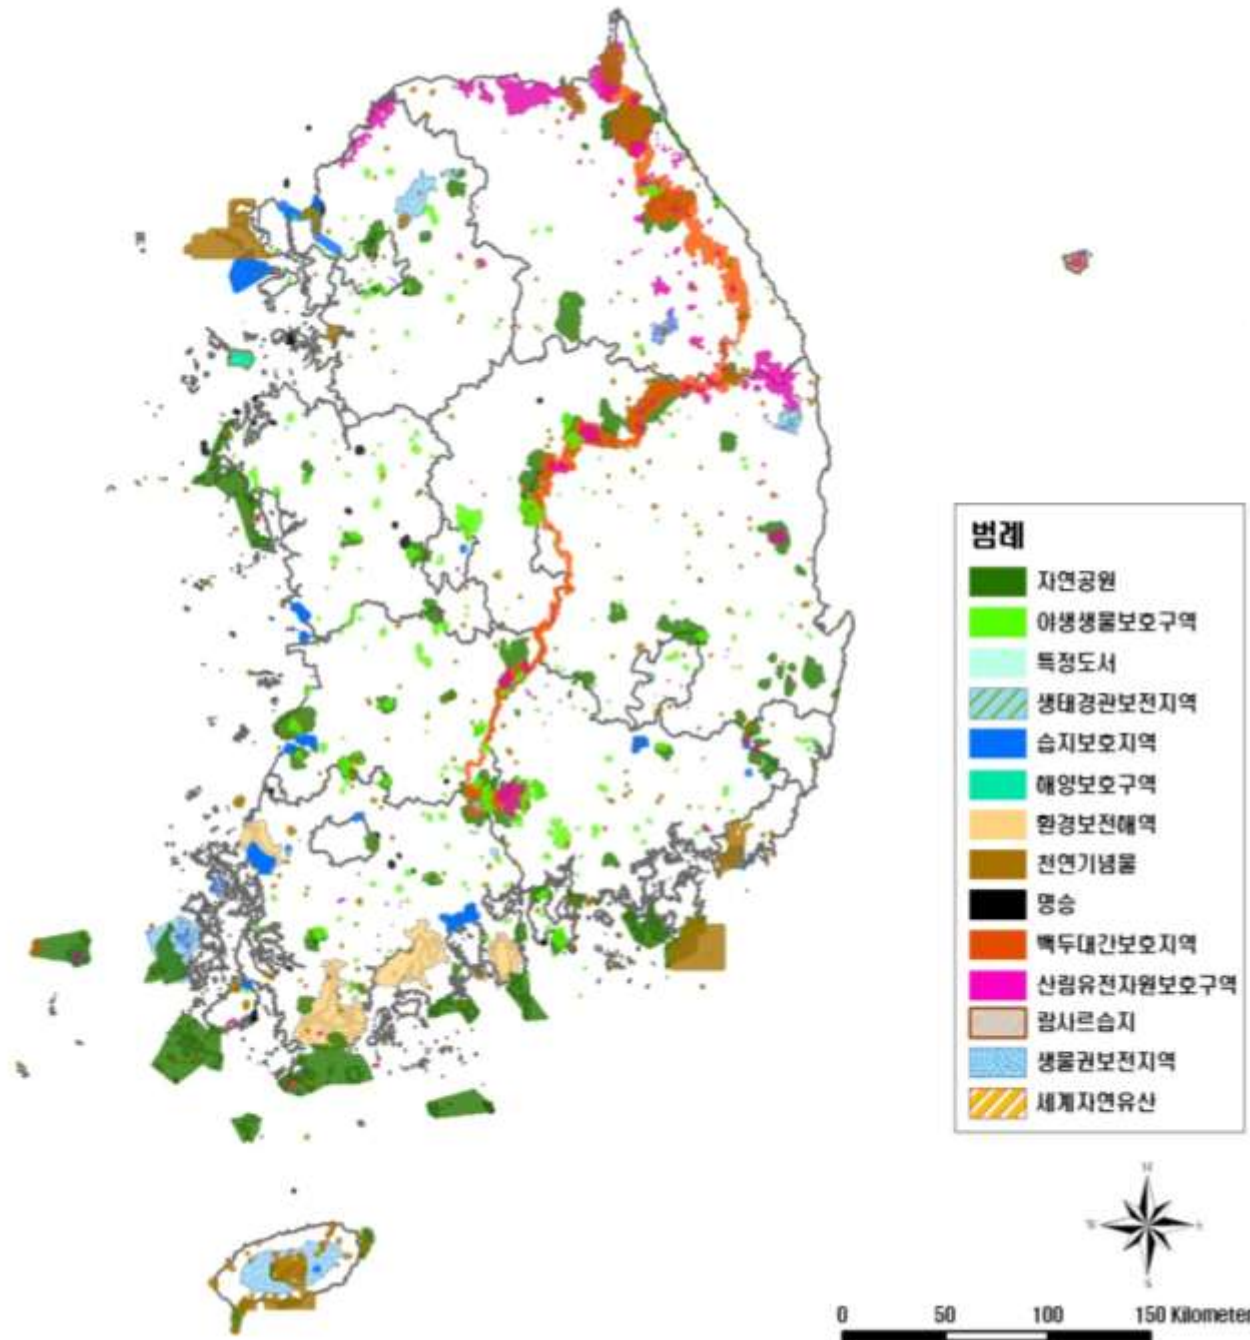 범례
자연공원
야생생물보호구역
특정도서
생태경관보전지역
습지보호지역
해양보호구역
환경보전해역
천연기념물
명승
백두대간보호지역
산림유전자원보호구역
람사르습지
생물권보전지역
세계자연유산
N
W
E
S
0 50 100 150 Kilometer